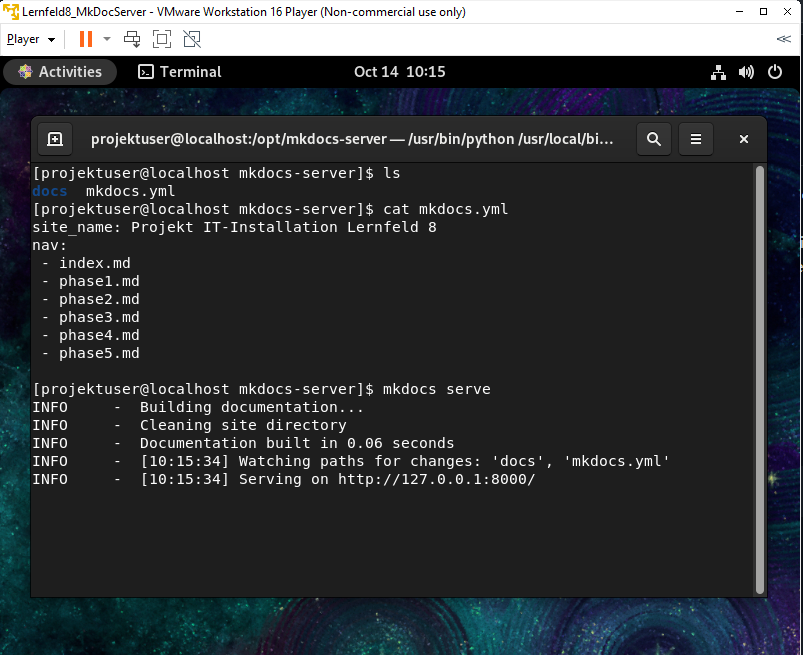 Lernfeld8_MkDocServer - VMware Workstation 16 Player (Non-commercial use only)
Player
Activities
Terminal
Oct 14 10:15
projektuser@localhost:/opt/mkdocs-server — /usr/bin/python /usr/local/bi...
[projektuser@localhost mkdocs-server]$ ls
docs  mkdocs.yml
[projektuser@localhost mkdocs-server]$ cat mkdocs.yml
site_name: Projekt IT-Installation Lernfeld 8
nav:
 - index.md
 - phase1.md
 - phase2.md
 - phase3.md
 - phase4.md
 - phase5.md
[projektuser@localhost mkdocs-server]$ mkdocs serve
INFO     -  Building documentation...
INFO     -  Cleaning site directory
INFO     -  Documentation built in 0.06 seconds
INFO     -  [10:15:34] Watching paths for changes: 'docs', 'mkdocs.yml'
INFO     -  [10:15:34] Serving on http://127.0.0.1:8000/